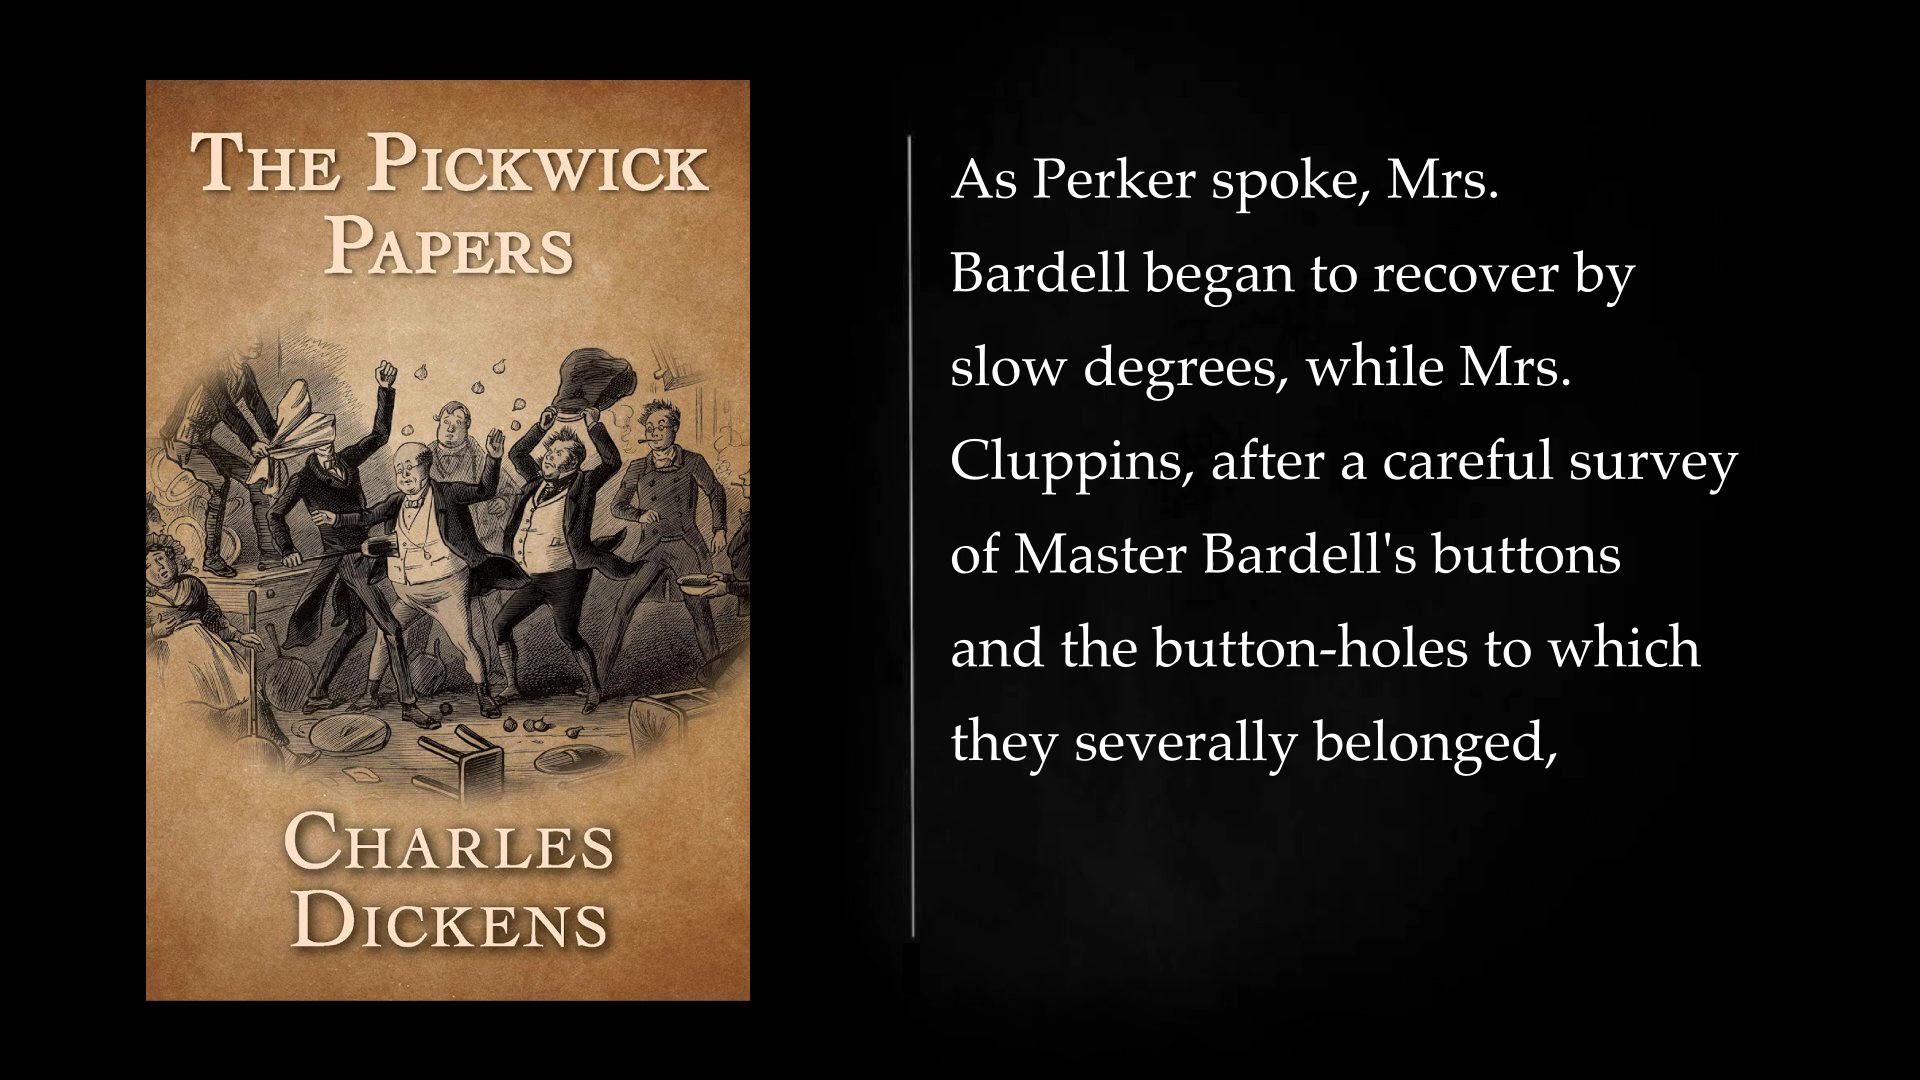 The Pickwick
Papers
Charles
Dickens
As Perker spoke, Mrs.
Bardell began to recover by
slow degrees, while Mrs.
Cluppins, after a careful survey
of Master Bardell's buttons
and the button-holes to which
they severally belonged,